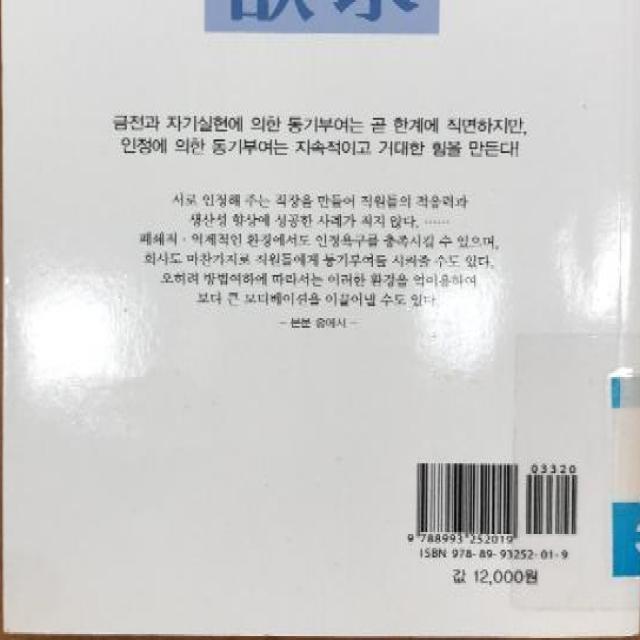 금전과 자기실현에 의한 동기부여는 곧 한계에 직면하지만,
인정에 의한 동기부여는 지속적이고 거대한 힘을 만든다!
서로 인정해 주는 직장을 만들어 직원들의 적응력과
생산성 향상에 성공한 사례가 적지 않다. ……
폐쇄적 · 억제적인 환경에서도 인정욕구를 충족시킬 수 있으며,
회사도 마찬가지로 직원들에게 동기부여를 시켜줄 수도 있다.
오히려 방법여하에 따라서는 이러한 환경을 역이용하여
보다 큰 모티베이션을 이끌어낼 수도 있다.
– 본문 중에서 –
03320
9 788993 252019
ISBN 978-89-93252-01-9
값 12,000원